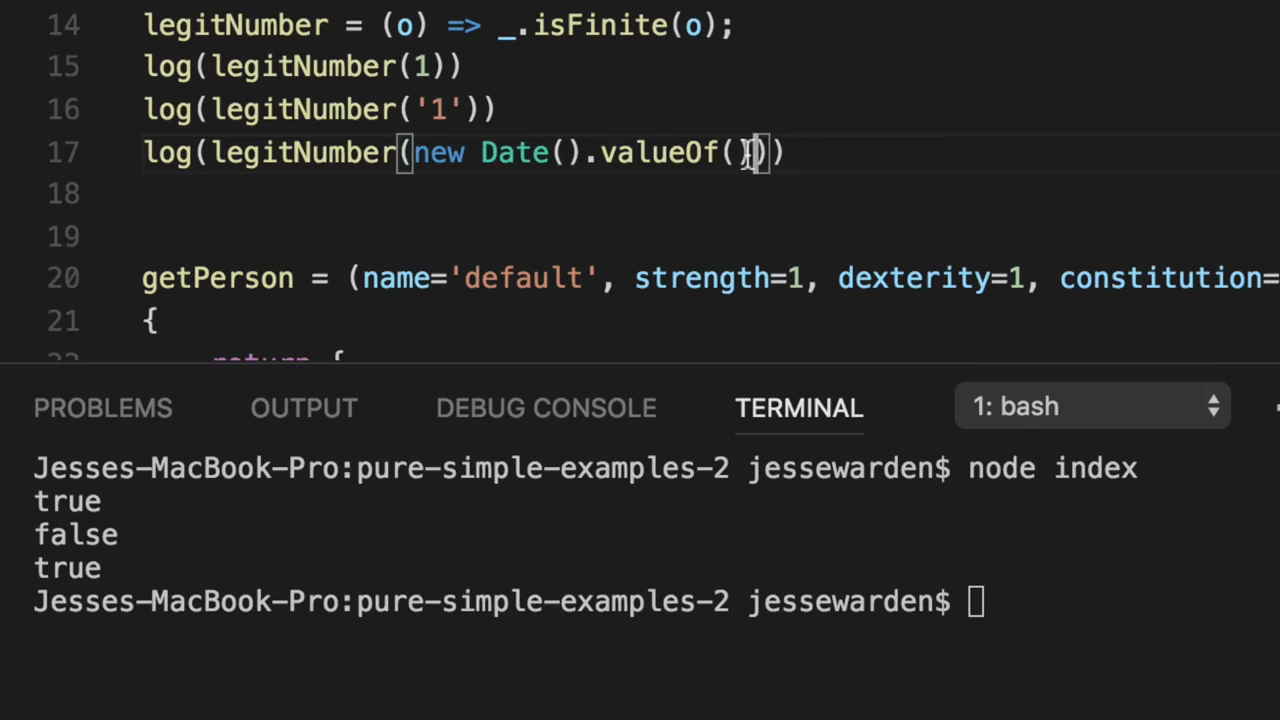 14 legitNumber = (o) => _.isFinite(o);
15 log(legitNumber(1))
16 log(legitNumber('1'))
17 log(legitNumber(new Date().valueOf()))
18
19
20 getPerson = (name='default', strength=1, dexterity=1, constitution=
21 {
22 return {
PROBLEMS OUTPUT DEBUG CONSOLE TERMINAL 1: bash
Jesses-MacBook-Pro:pure-simple-examples-2 jessewarden$ node index
true
false
true
Jesses-MacBook-Pro:pure-simple-examples-2 jessewarden$